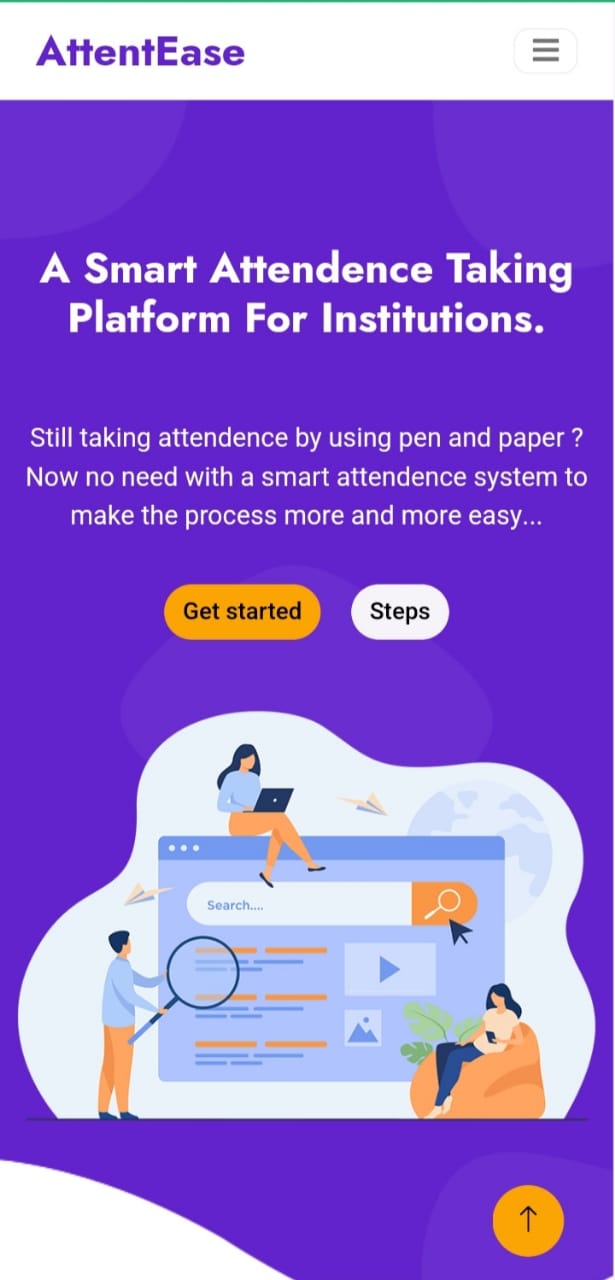 AttentEase
A Smart Attendence Taking
Platform For Institutions.
Still taking attendence by using pen and paper ?
Now no need with a smart attendence system to
make the process more and more easy...
Get started
Steps
Search....